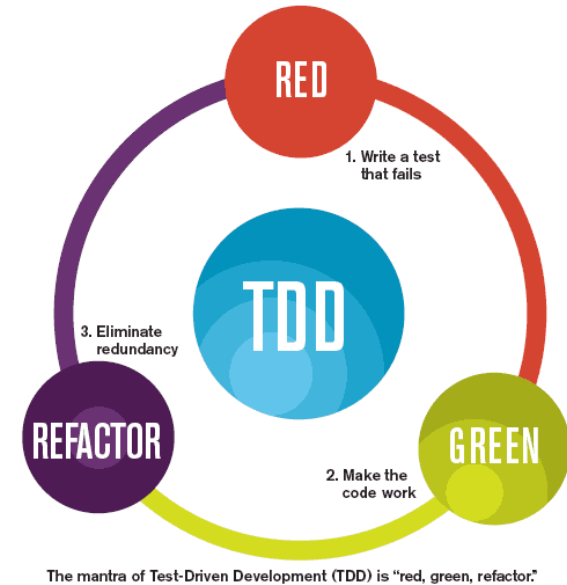 RED
1. Write a test
that fails
TDD
3. Eliminate
redundancy
REFACTOR
GREEN
2. Make the
code work
The mantra of Test-Driven Development (TDD) is “red, green, refactor.”